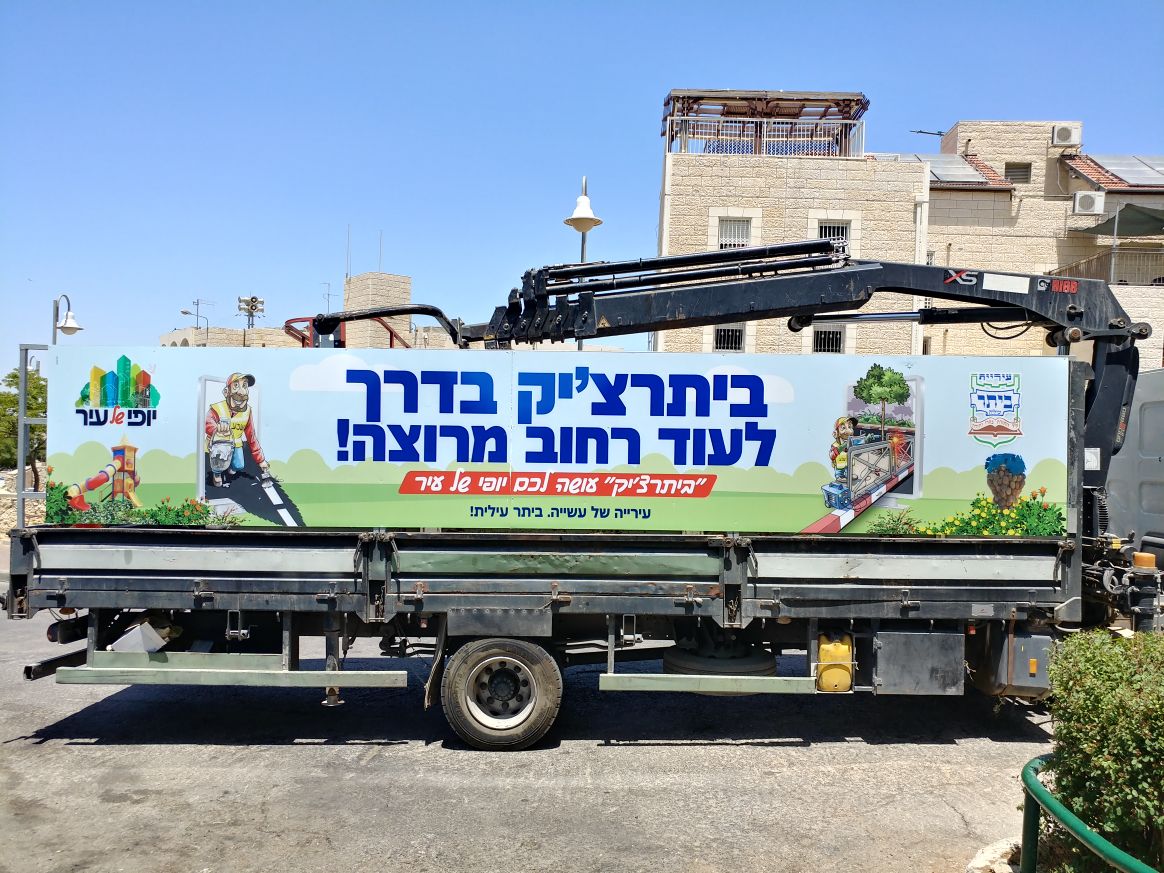 ביתרצ'יק בדרך
לעוד רחוב מרוצה!
"ביתרצ'יק" עושה לכם יופי של עיר
עירייה של עשייה. ביתר עילית!
יופי של עיר
עיריית
ביתר
XS
HIAB